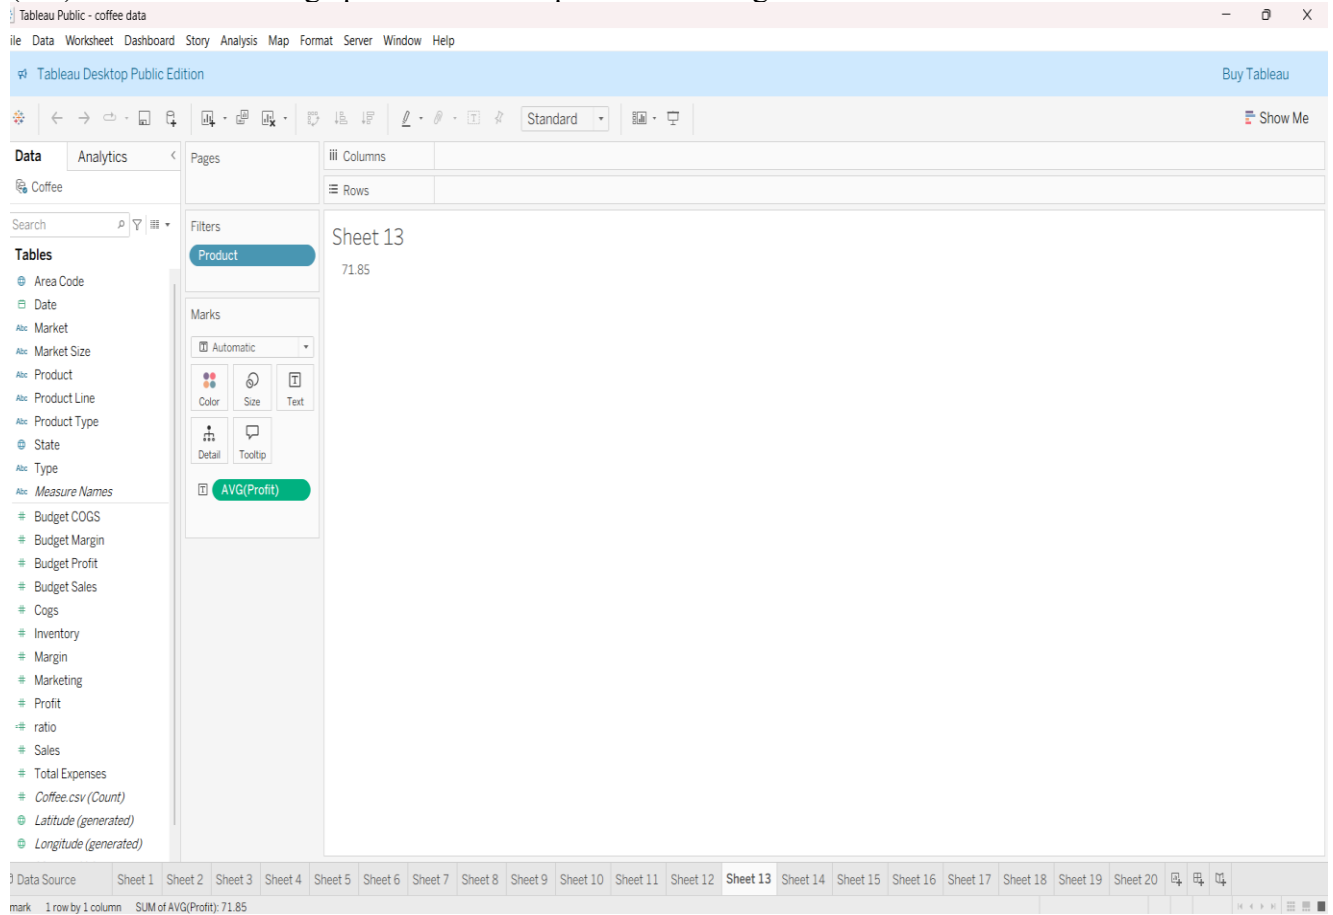 Tableau Public - coffee data
ile Data Worksheet Dashboard Story Analysis Map Format Server Window Help
Tableau Desktop Public Edition Buy Tableau
Standard Show Me
Data Analytics
Coffee
Search
Tables
Area Code
Date
Abc Market
Abc Market Size
Abc Product
Abc Product Line
Abc Product Type
State
Abc Type
Abc Measure Names
# Budget COGS
# Budget Margin
# Budget Profit
# Budget Sales
# Cogs
# Inventory
# Margin
# Marketing
# Profit
=# ratio
# Sales
# Total Expenses
# Coffee.csv (Count)
Latitude (generated)
Longitude (generated)
Pages
Filters
Product
Marks
Automatic
Color Size Text
Detail Tooltip
AVG(Profit)
Columns
Rows
Sheet 13
71.85
Data Source Sheet 1 Sheet 2 Sheet 3 Sheet 4 Sheet 5 Sheet 6 Sheet 7 Sheet 8 Sheet 9 Sheet 10 Sheet 11 Sheet 12 Sheet 13 Sheet 14 Sheet 15 Sheet 16 Sheet 17 Sheet 18 Sheet 19 Sheet 20
mark 1 row by 1 column SUM of AVG(Profit): 71.85